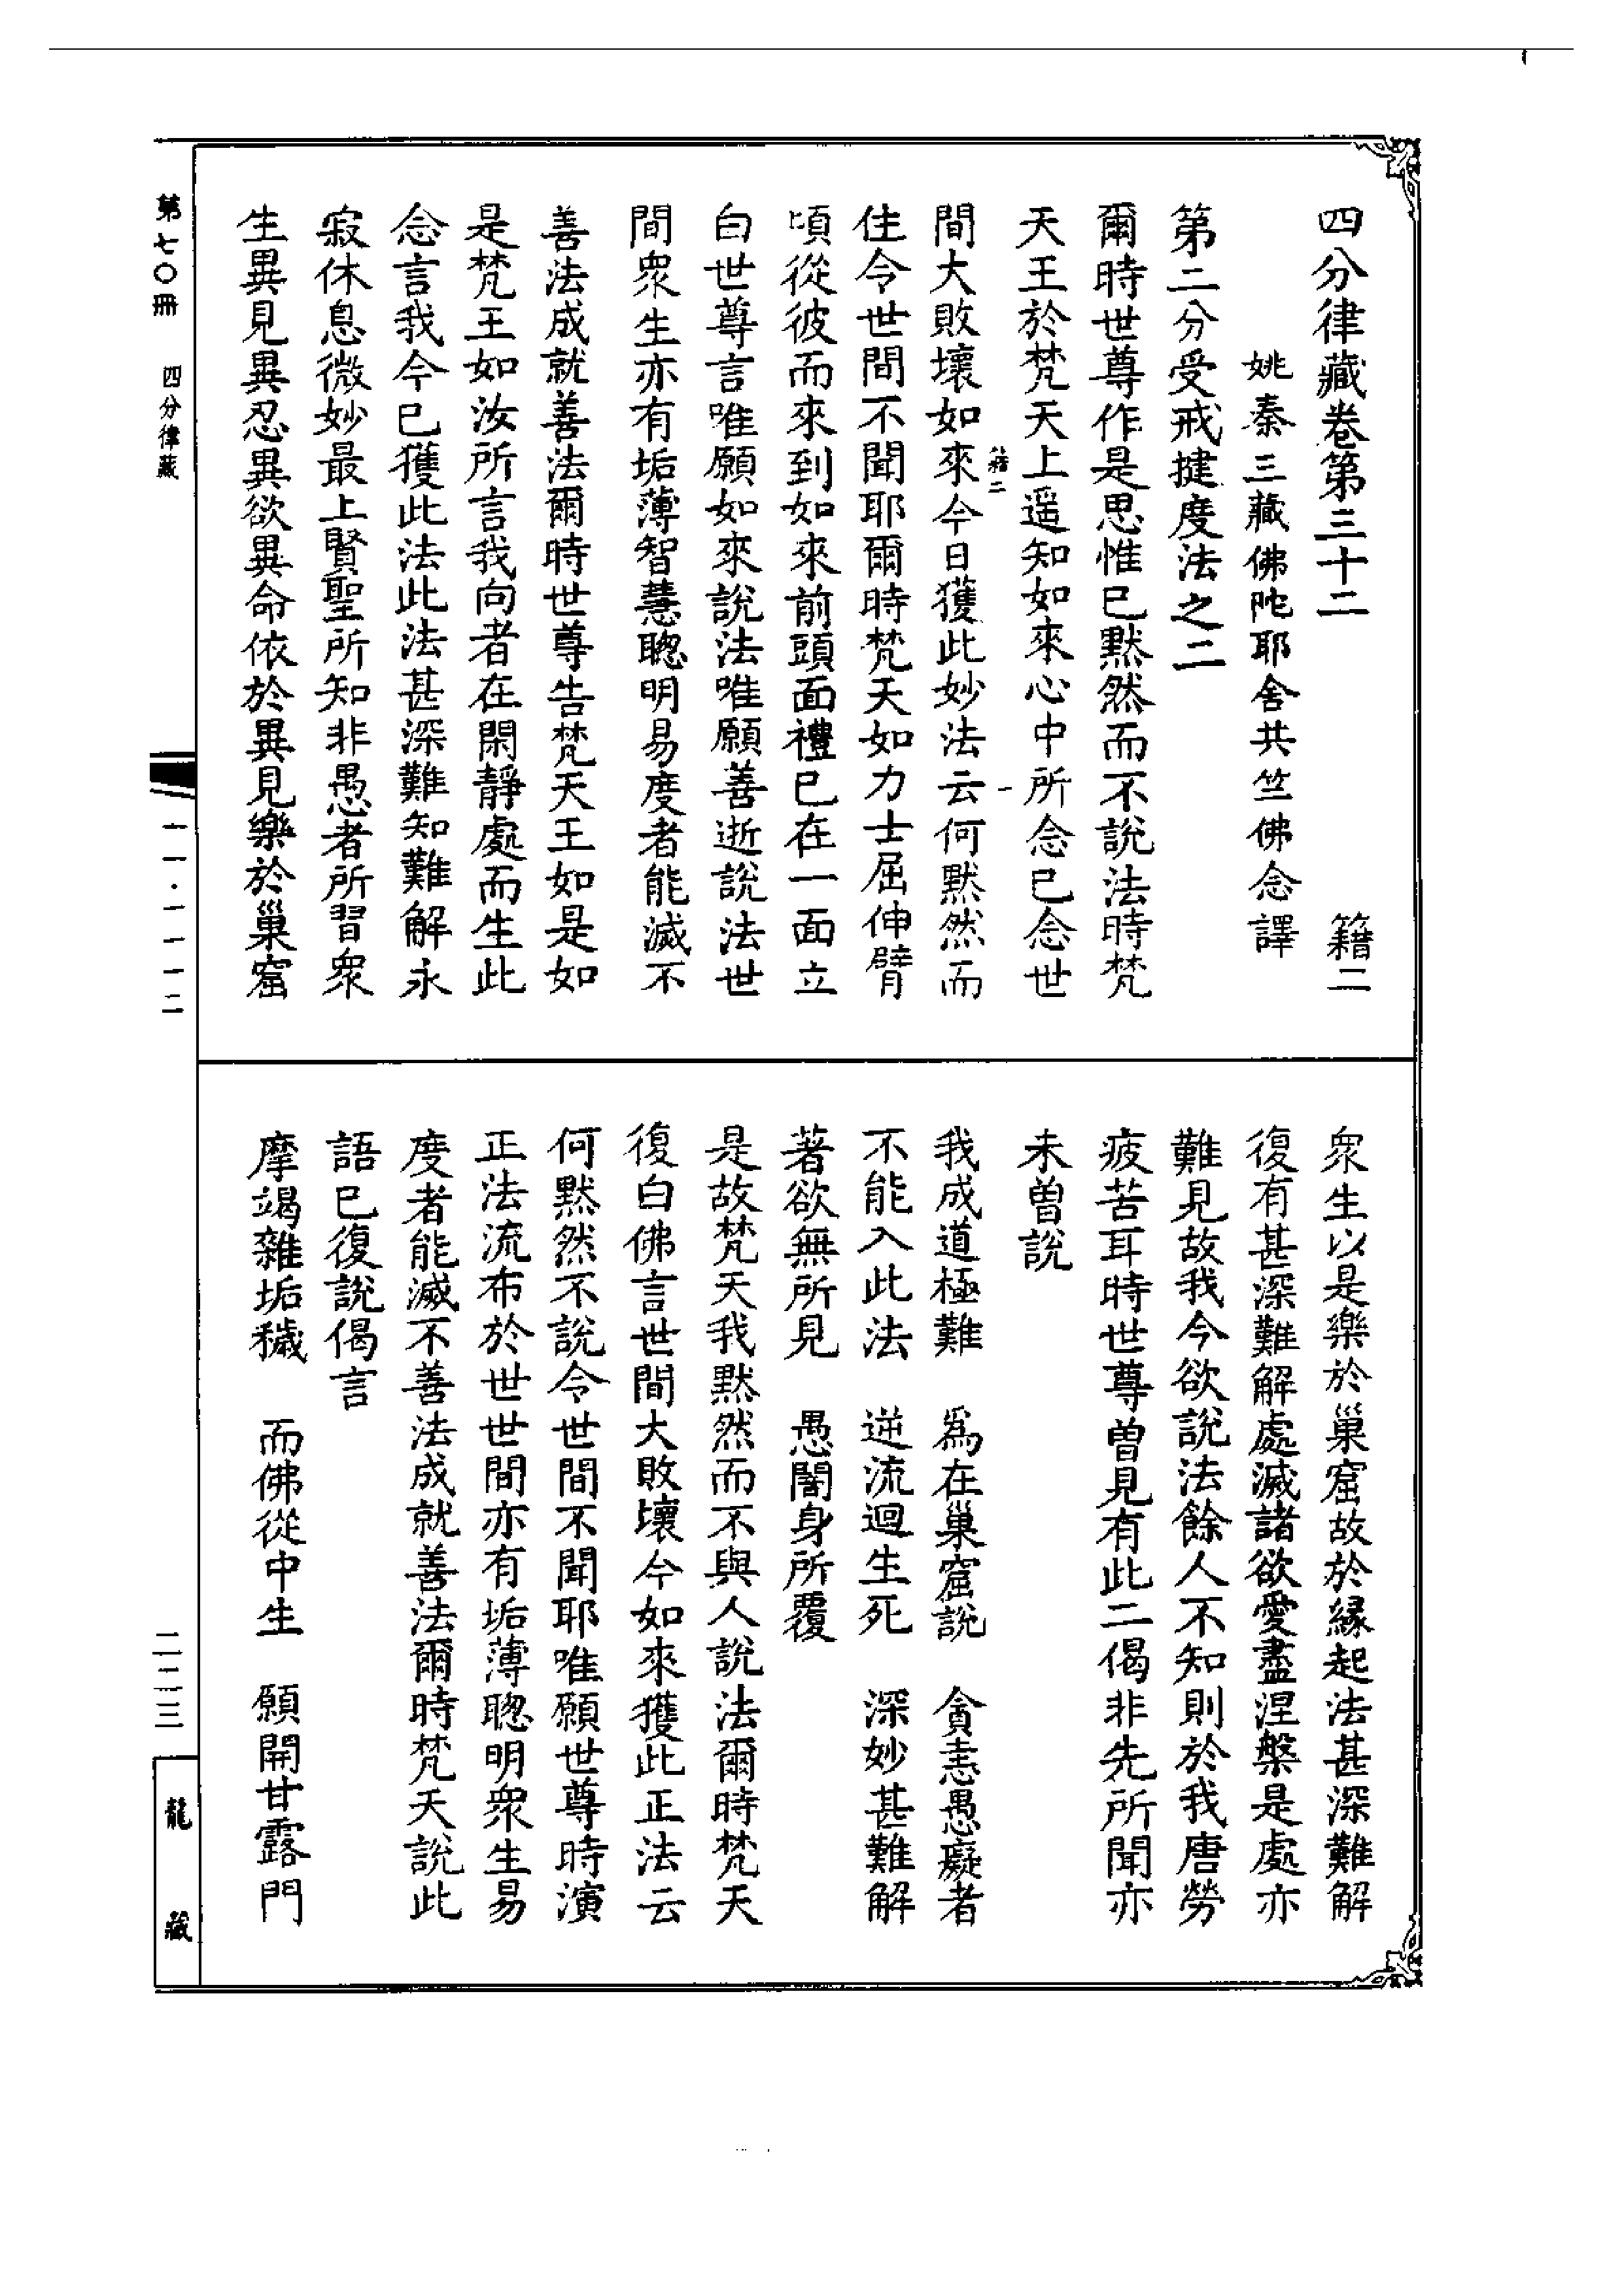 四分律藏卷第三十二　籍二
姚秦三藏佛陀耶舍共竺佛念譯
第二分受戒揵度法之二
爾時世尊作是思惟已黙然而不說法時梵
天王於梵天上遥知如來心中所念已念世
間大敗壞如來今日獲此妙法云何黙然而
籍二　一
住令世間不聞耶爾時梵天如力士屈伸臂
頃從彼而來到如來前頭面禮已在一面立
白世尊言唯願如來說法唯願善逝說法世
間衆生亦有垢薄智慧聰明易度者能滅不
善法成就善法爾時世尊告梵天王如是如
是梵王如汝所言我向者在閑靜處而生此
念言我今已獲此法此法甚深難知難解永
寂休息微妙最上賢聖所知非愚者所習衆
生異見異忍異欲異命依於異見樂於巢窟
衆生以是樂於巢窟故於緣起法甚深難解
復有甚深難解處滅諸欲愛盡涅槃是處亦
難見故我今欲說法餘人不知則於我唐勞
疲苦耳時世尊曾見有此二偈非先所聞亦
未曾說
我成道極難　爲在巢窟說　貪恚愚癡者
不能入此法　逆流迴生死　深妙甚難解
著欲無所見　愚闇身所覆
是故梵天我黙然而不與人說法爾時梵天
復白佛言世間大敗壞今如來獲此正法云
何黙然不說令世間不聞耶唯願世尊時演
正法流布於世世間亦有垢薄聰明衆生易
度者能滅不善法成就善法爾時梵天說此
語已復說偈言
摩竭雜垢穢　而佛從中生　願開甘露門
第七〇冊　四分律藏　一一·一一一二　二二三　龍藏